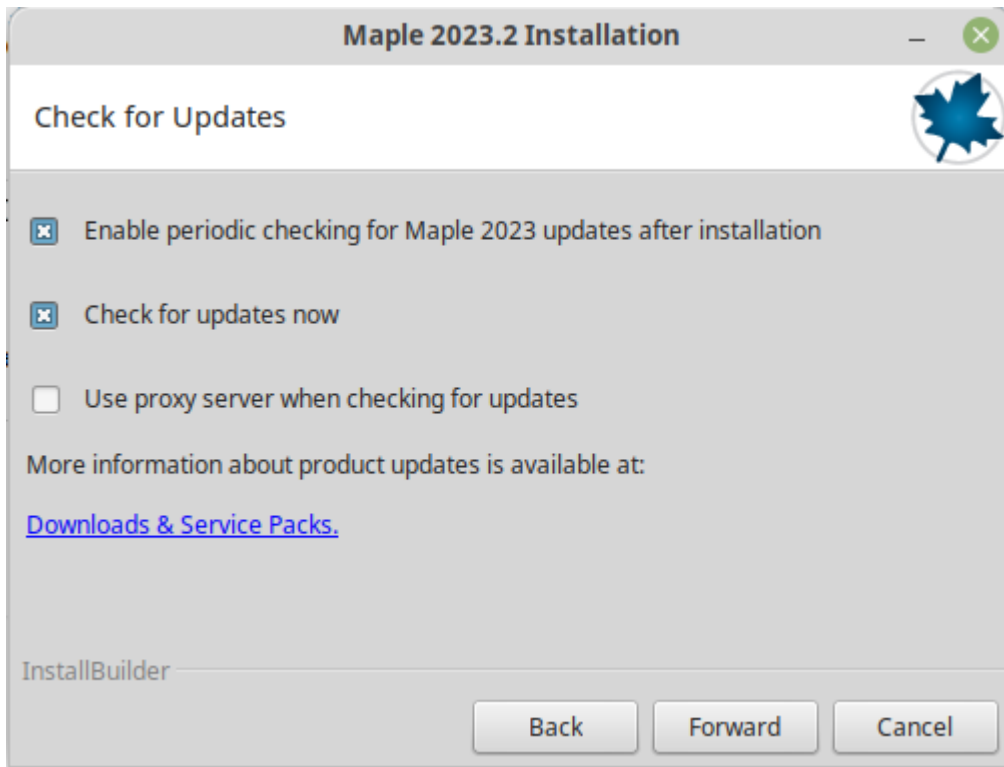 Maple 2023.2 Installation
Check for Updates
Enable periodic checking for Maple 2023 updates after installation
Check for updates now
Use proxy server when checking for updates
More information about product updates is available at:
Downloads & Service Packs.
InstallBuilder
Back
Forward
Cancel